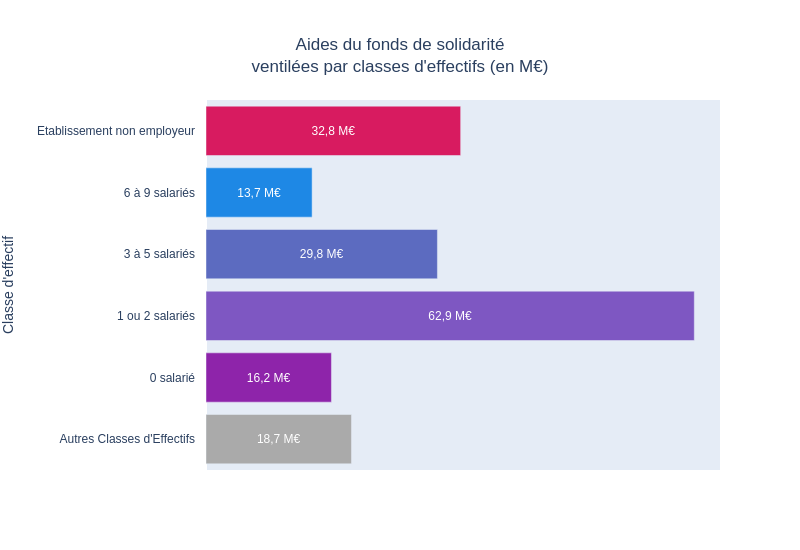 Aides du fonds de solidarité
ventilées par classes d'effectifs (en M€)
Classe d'effectif
Etablissement non employeur
32,8 M€
6 à 9 salariés
13,7 M€
3 à 5 salariés
29,8 M€
1 ou 2 salariés
62,9 M€
0 salarié
16,2 M€
Autres Classes d'Effectifs
18,7 M€